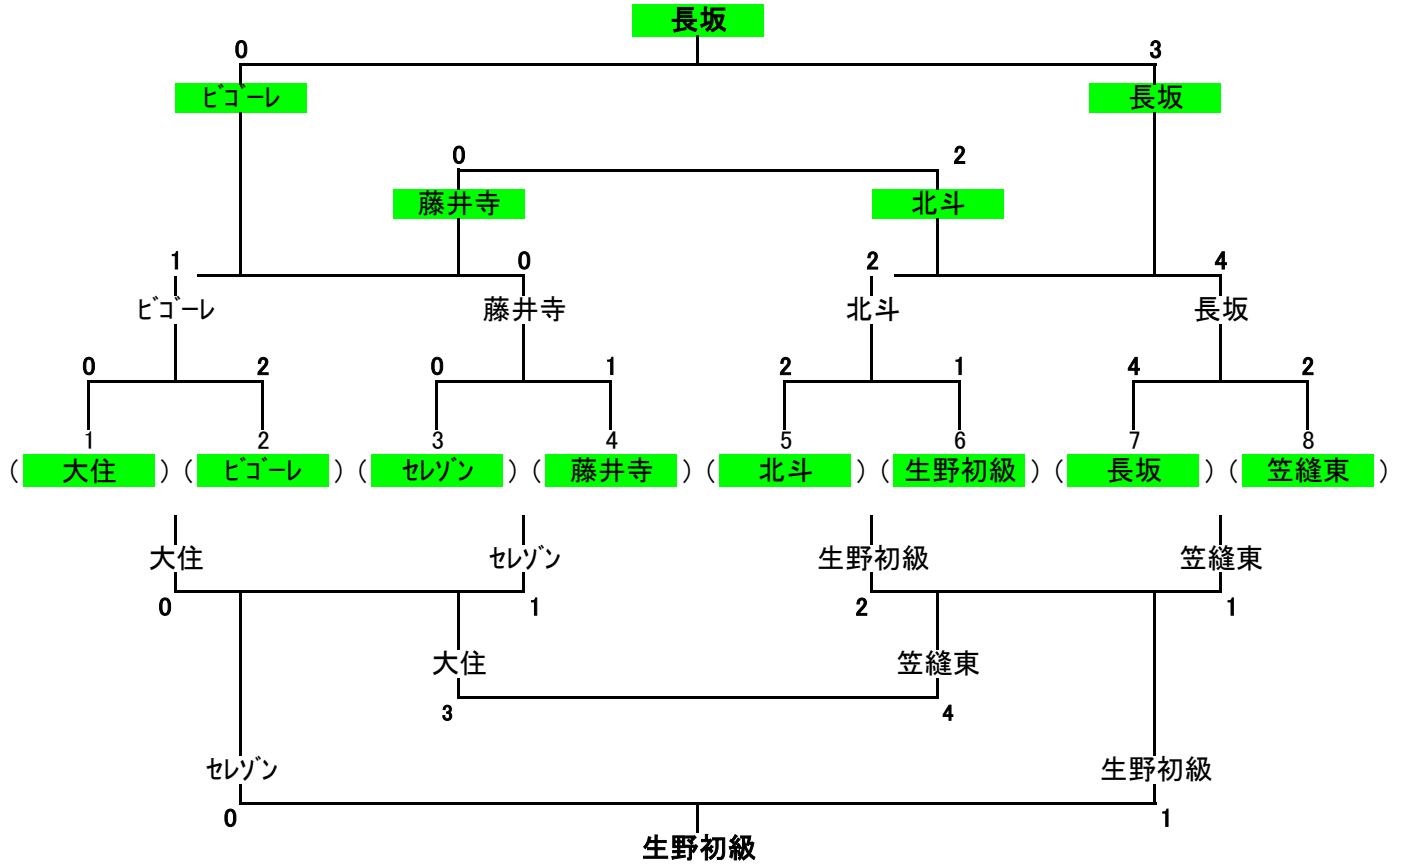 長坂
0 3
ﾋﾞｺﾞｰﾚ 長坂
0 2
藤井寺 北斗
1 0 2 4
ﾋﾞｺﾞｰﾚ 藤井寺 北斗 長坂
0 2 0 1 2 1 4 2
1 2 3 4 5 6 7 8
( 大住 ) ( ﾋﾞｺﾞｰﾚ ) ( ｾﾚｿﾞﾝ ) ( 藤井寺 ) ( 北斗 ) ( 生野初級 ) ( 長坂 ) ( 笠縫東 )
大住 ｾﾚｿﾞﾝ 生野初級 笠縫東
0 1 2 1
大住 笠縫東
3 4
ｾﾚｿﾞﾝ 生野初級
0 1
生野初級